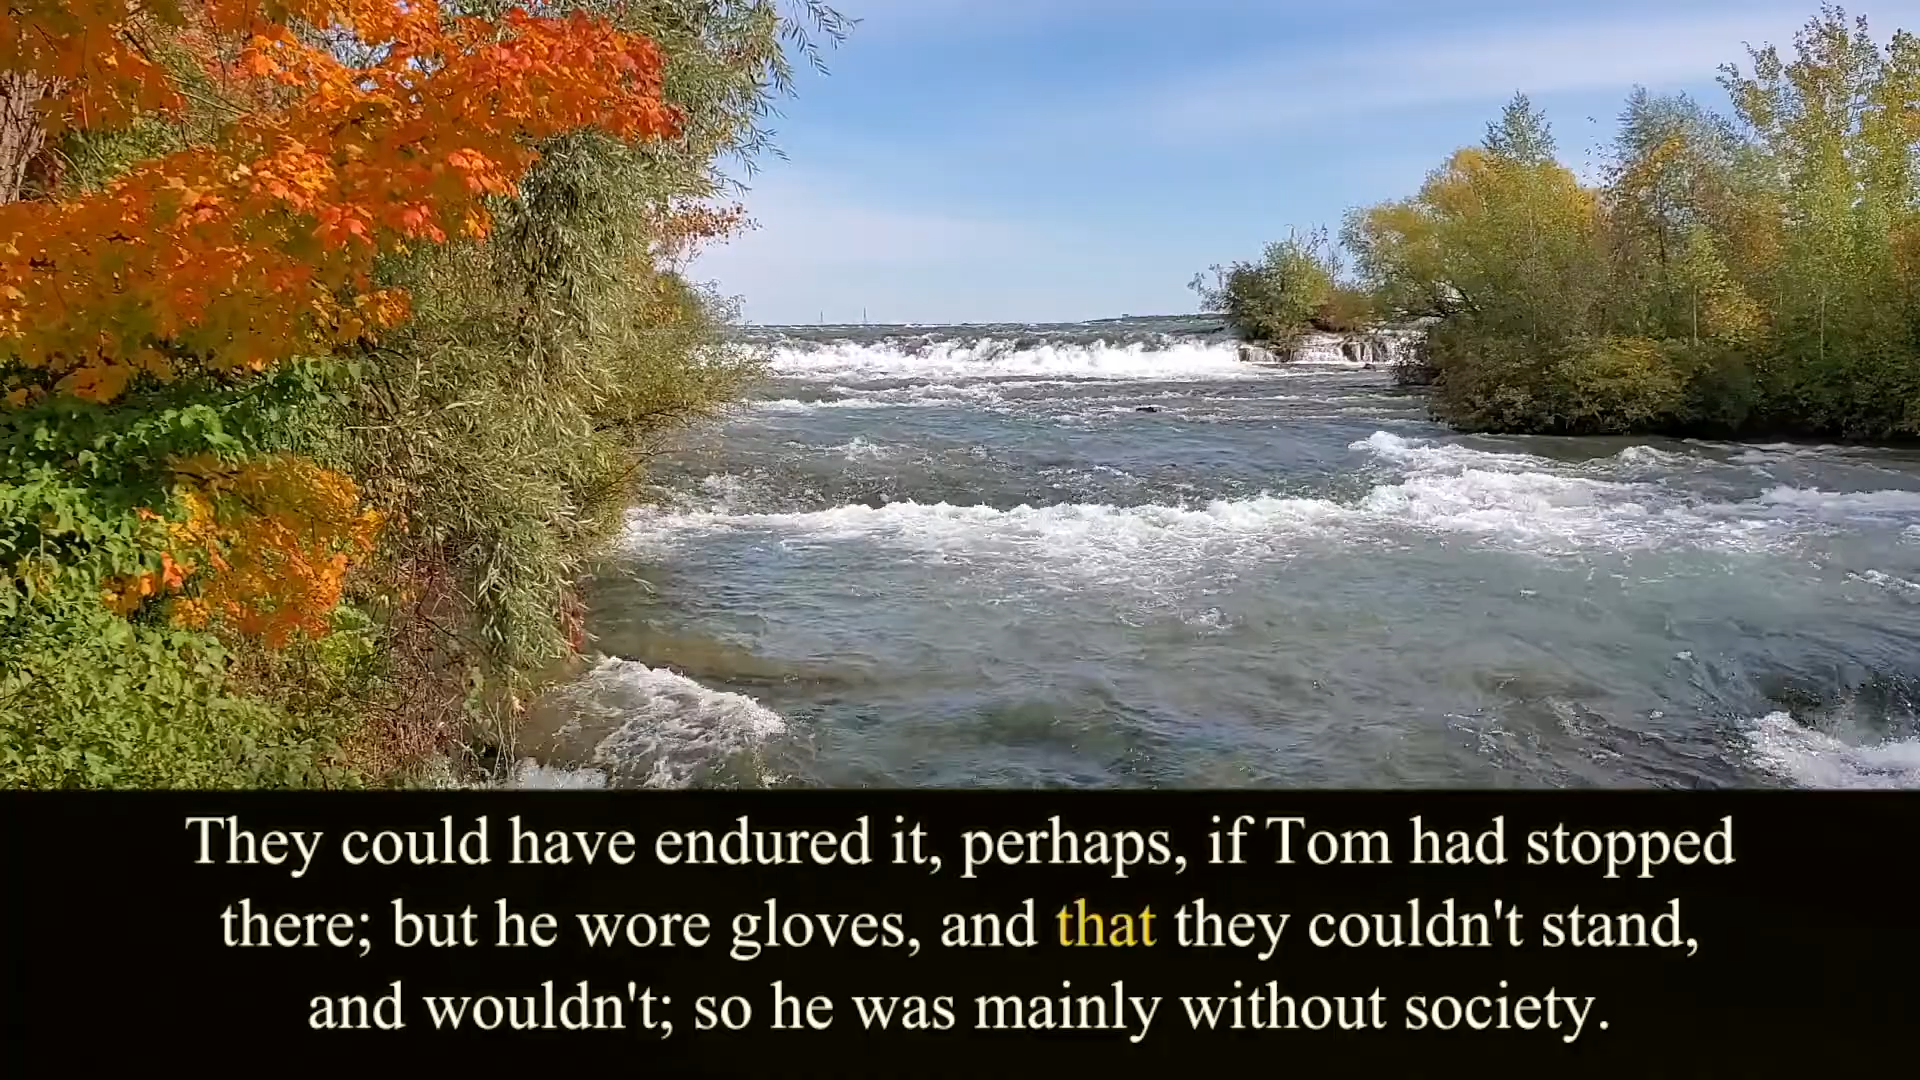 They could have endured it, perhaps, if Tom had stopped
there; but he wore gloves, and that they couldn't stand,
and wouldn't; so he was mainly without society.